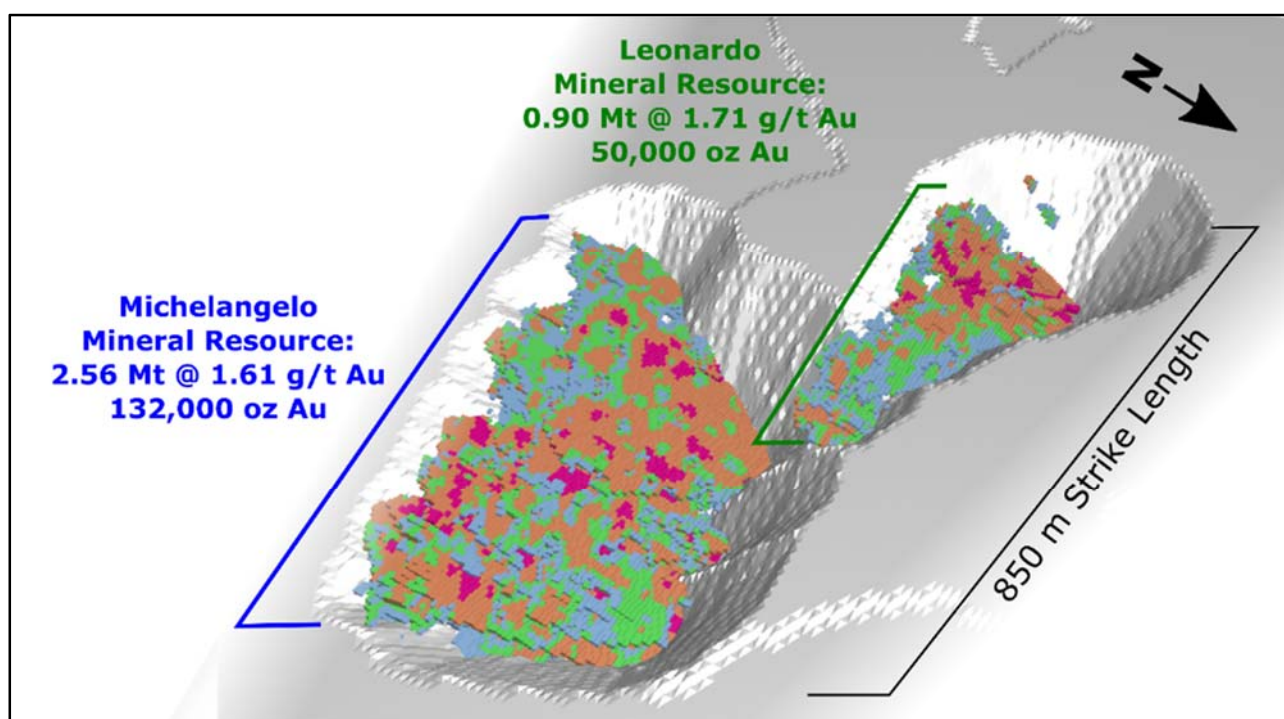 Leonardo
Mineral Resource:
0.90 Mt @ 1.71 g/t Au
50,000 oz Au
N
Michelangelo
Mineral Resource:
2.56 Mt @ 1.61 g/t Au
132,000 oz Au
850 m Strike Length